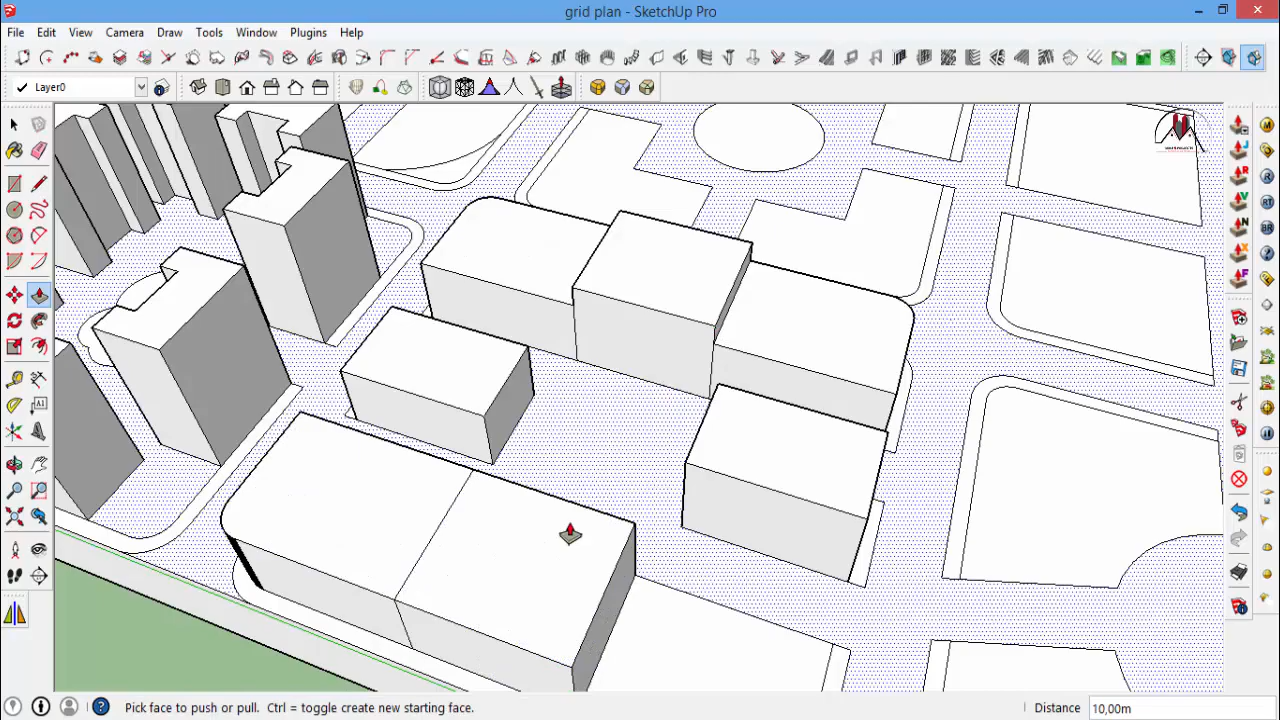 grid plan - SketchUp Pro
File Edit View Camera Draw Tools Window Plugins Help
Layer0
Pick face to push or pull. Ctrl = toggle create new starting face.
Distance 10,00m